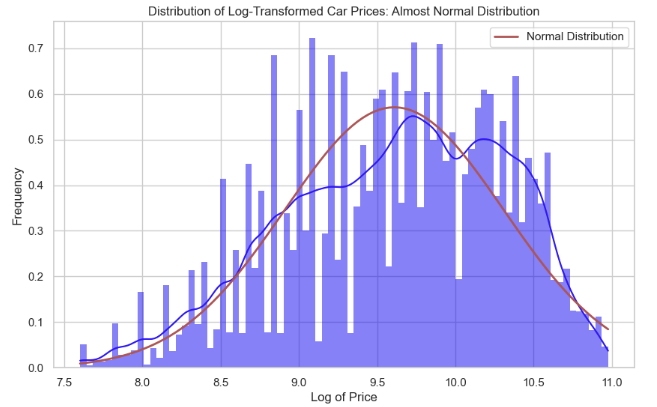 Distribution of Log-Transformed Car Prices: Almost Normal Distribution
Normal Distribution
Frequency
0.7
0.6
0.5
0.4
0.3
0.2
0.1
0.0
7.5 8.0 8.5 9.0 9.5 10.0 10.5 11.0
Log of Price